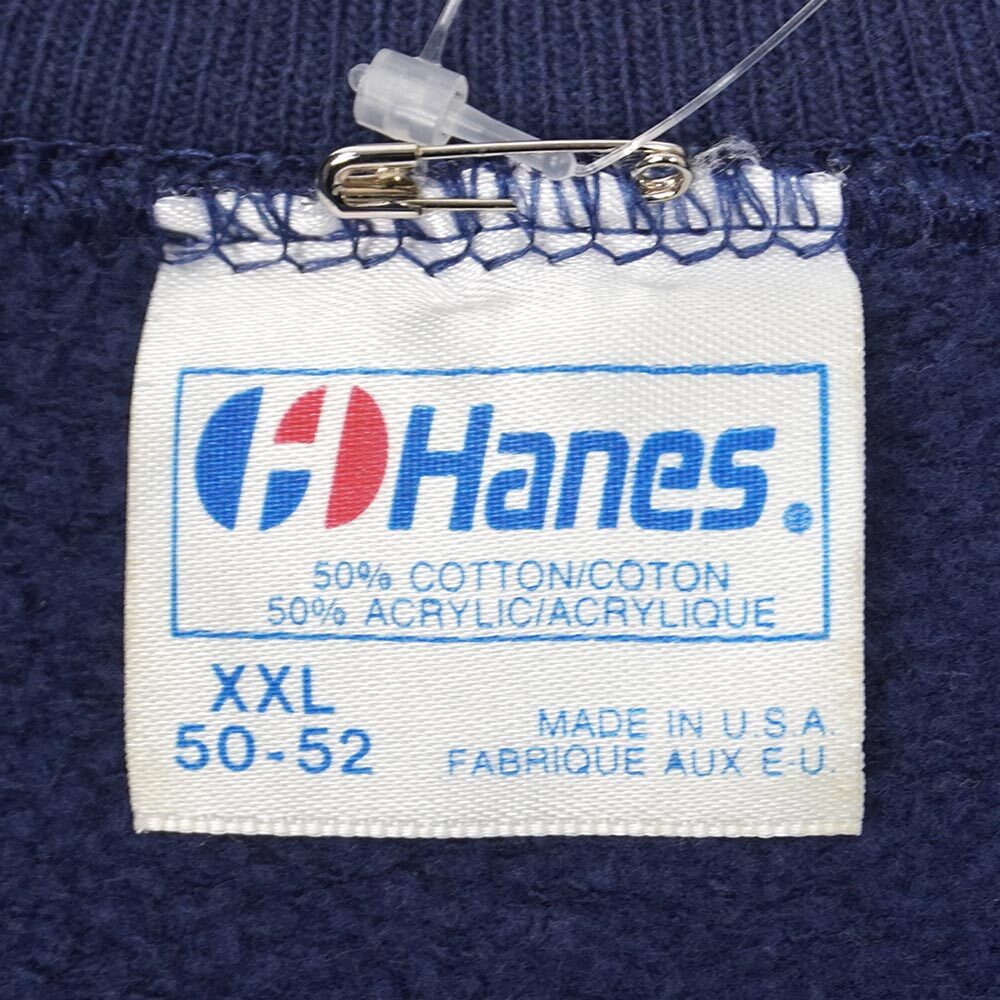 Hanes®
50% COTTON/COTON
50% ACRYLIC/ACRYLIQUE
XXL
50-52
MADE IN U.S.A.
FABRIQUE AUX E-U.